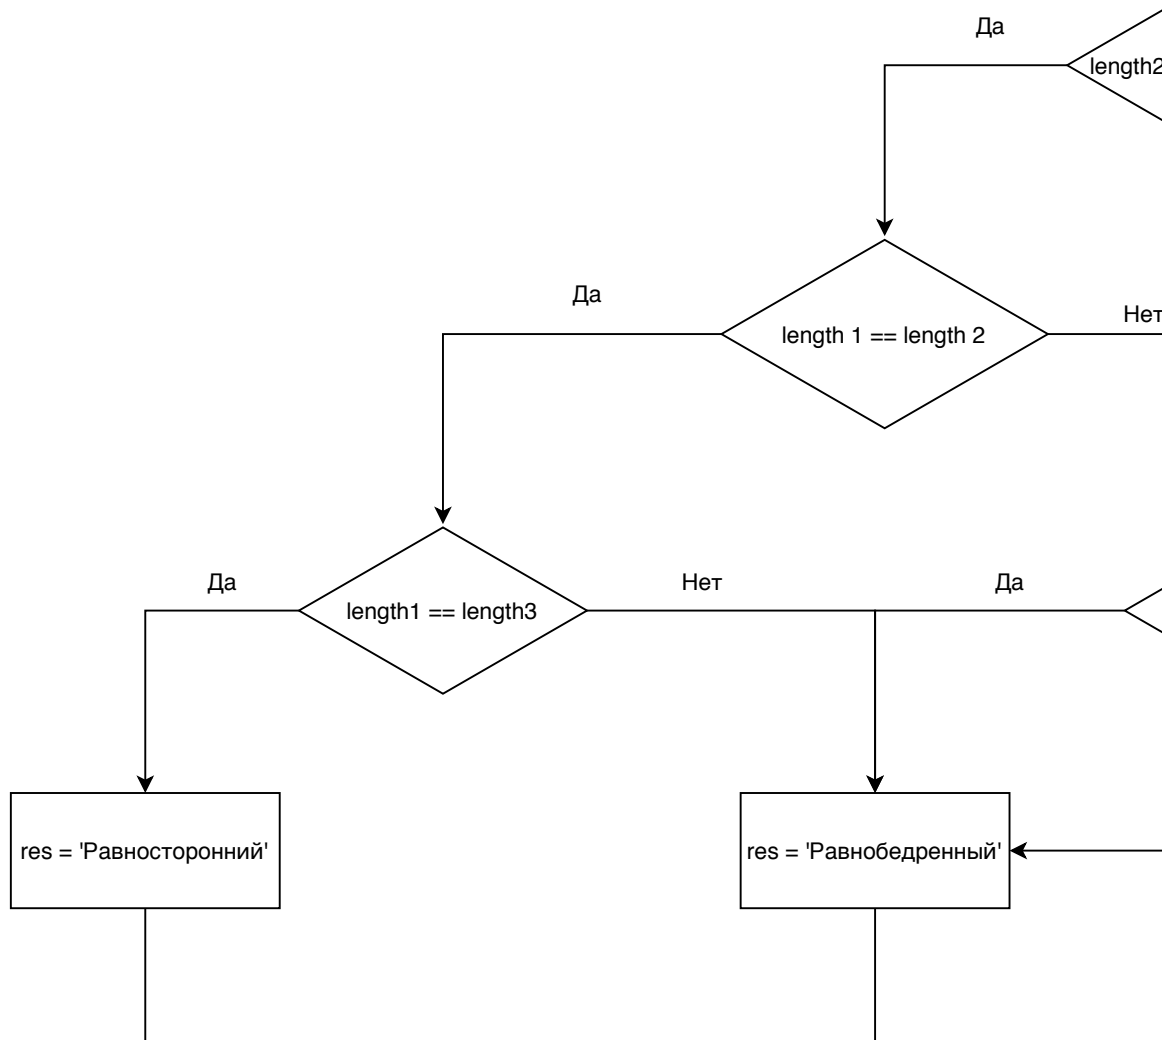 Да
length2
Да
length 1 == length 2
Нет
Да
length1 == length3
Нет
Да
res = 'Равносторонний'
res = 'Равнобедренный'